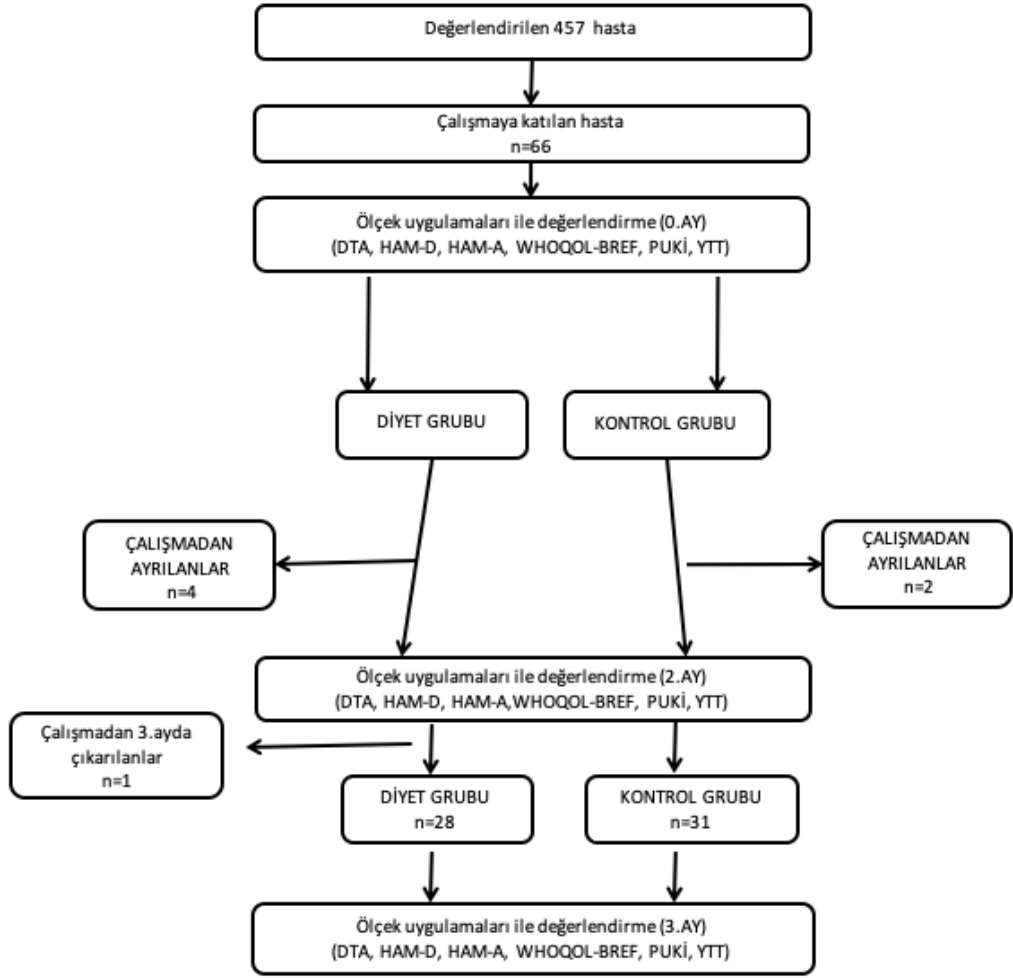 Değerlendirilen 457 hasta
Çalışmaya katılan hasta
n=66
Ölçek uygulamaları ile değerlendirme (0.AY)
(DTA, HAM-D, HAM-A, WHOQOL-BREF, PUKİ, YTT)
DİYET GRUBU
KONTROL GRUBU
ÇALIŞMADAN
AYRILANLAR
n=4
ÇALIŞMADAN
AYRILANLAR
n=2
Ölçek uygulamaları ile değerlendirme (2.AY)
(DTA, HAM-D, HAM-A,WHOQOL-BREF, PUKİ, YTT)
Çalışmadan 3.ayda
çıkarılanlar
n=1
DİYET GRUBU
n=28
KONTROL GRUBU
n=31
Ölçek uygulamaları ile değerlendirme (3.AY)
(DTA, HAM-D, HAM-A, WHOQOL-BREF, PUKİ, YTT)